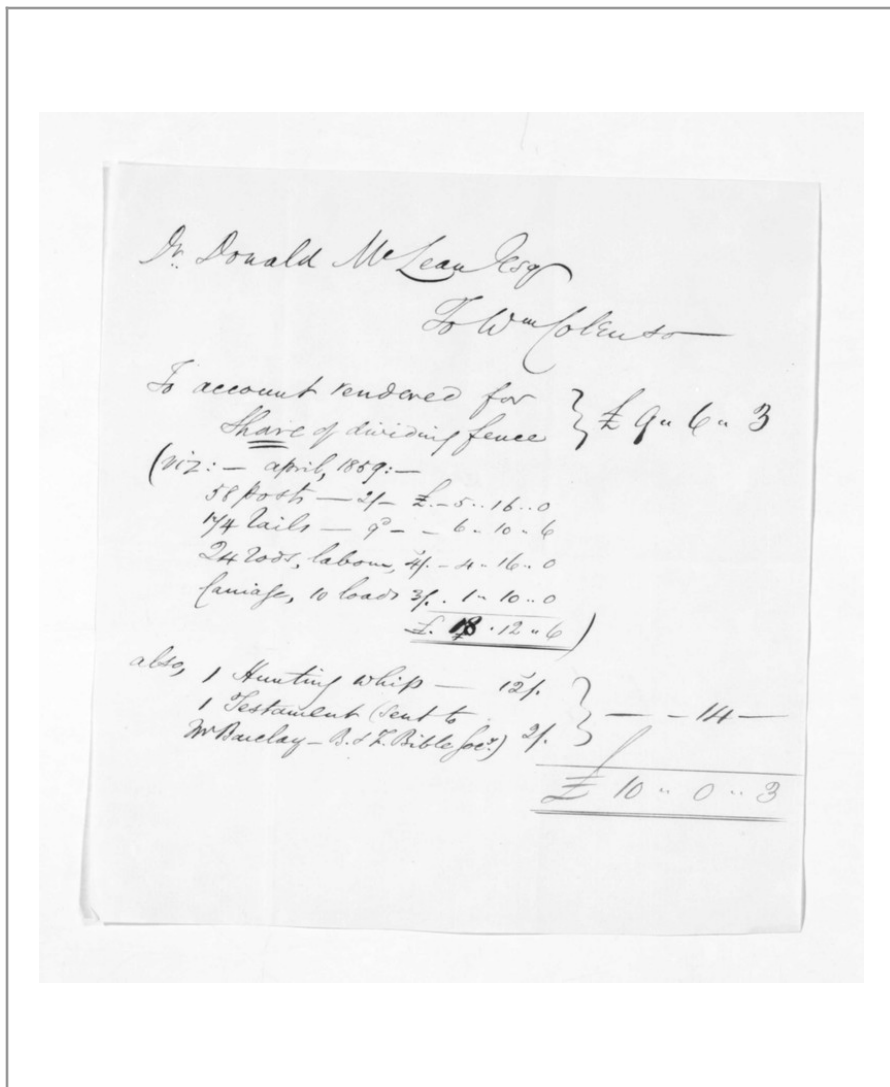 Dr. Donald McLean Esq
To Wm Colenso
To account rendered for
Share of dividing fence } £ 9 " 6 " 3
(viz: — april, 1859: —
58 posts — 2/- £. – 5 .. 16 .. 0
174 rails — 9d – – 6 – 10 – 6
24 rods, labour, 4/. – 4 – 16 .. 0
Carriage, 10 loads 3/. . 1 " 10 .. 0
£. 18 . 12 " 6 )
also, 1 Hunting whip — 12/.
1 Testament (sent to } — – 14 —
Mr Barclay – B. & F. Bible Socy.) 2/.
£ 10 " 0 " 3